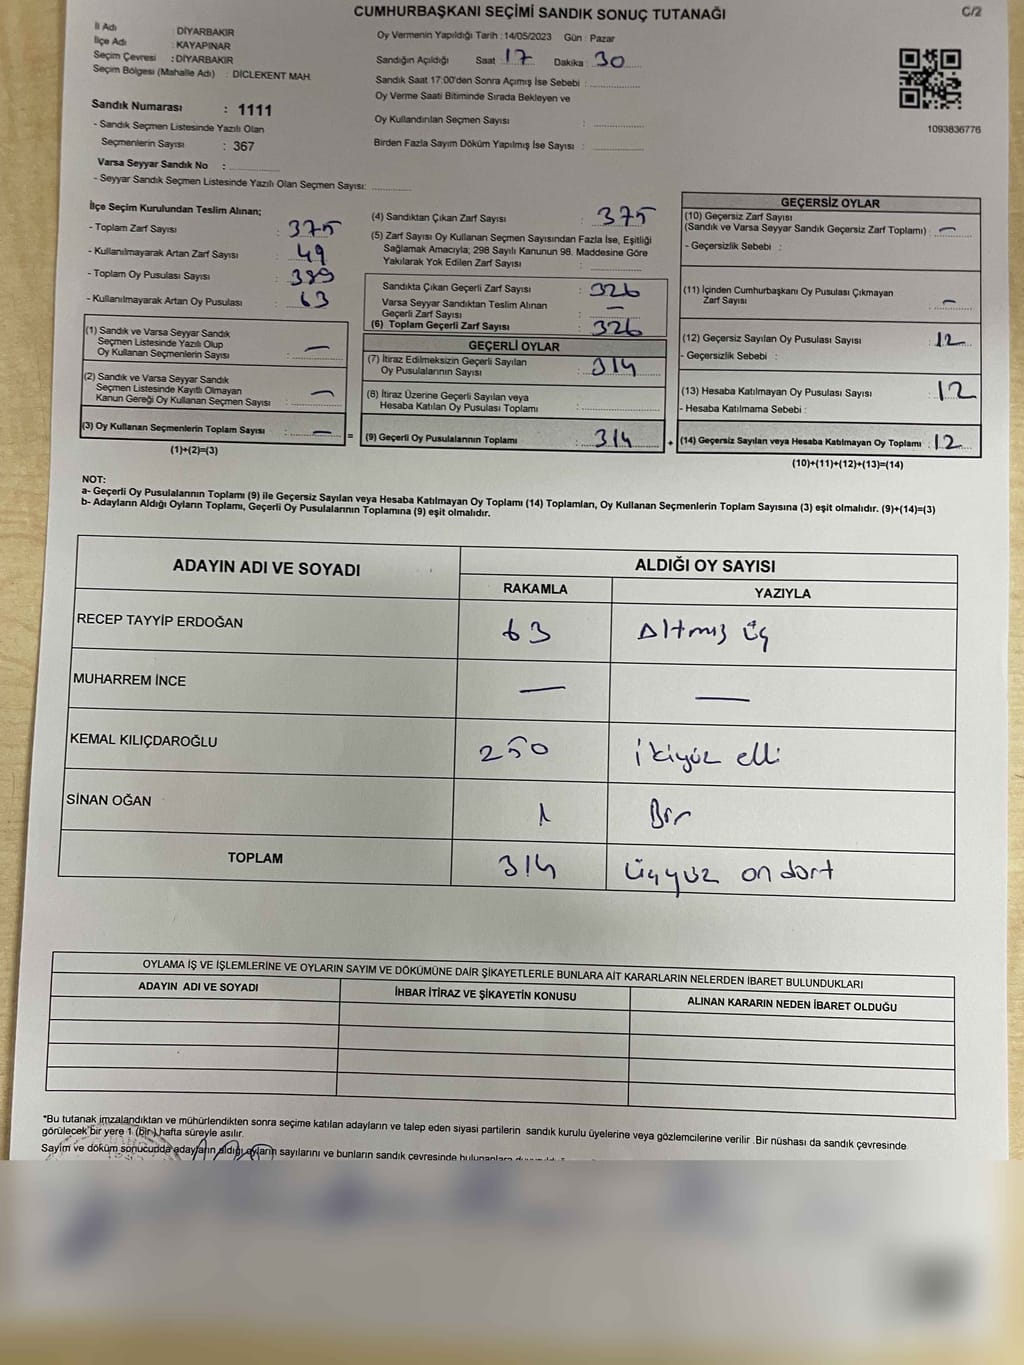 CUMHURBAŞKANI SEÇİMİ SANDIK SONUÇ TUTANAĞI
C/2
İl Adı : DİYARBAKIR
İlçe Adı : KAYAPINAR
Seçim Çevresi : DİYARBAKIR
Seçim Bölgesi (Mahalle Adı) : DİCLEKENT MAH.
Oy Vermenin Yapıldığı Tarih : 14/05/2023 Gün : Pazar
Sandığın Açıldığı Saat : 17 Dakika : 30
Sandık Saat 17:00'den Sonra Açımış İse Sebebi :
Oy Verme Saati Bitiminde Sırada Bekleyen ve
Oy Kullandırılan Seçmen Sayısı :
Birden Fazla Sayım Döküm Yapılmış İse Sayısı :
1093836776
Sandık Numarası : 1111
- Sandık Seçmen Listesinde Yazılı Olan
Seçmenlerin Sayısı : 367
Varsa Seyyar Sandık No :
- Seyyar Sandık Seçmen Listesinde Yazılı Olan Seçmen Sayısı:
İlçe Seçim Kurulundan Teslim Alınan;
- Toplam Zarf Sayısı : 375
- Kullanılmayarak Artan Zarf Sayısı : 49
- Toplam Oy Pusulası Sayısı : 389
- Kullanılmayarak Artan Oy Pusulası : 63
(1) Sandık ve Varsa Seyyar Sandık
Seçmen Listesinde Yazılı Olup
Oy Kullanan Seçmenlerin Sayısı : —
(2) Sandık ve Varsa Seyyar Sandık
Seçmen Listesinde Kayıtlı Olmayan
Kanun Gereği Oy Kullanan Seçmen Sayısı : —
(3) Oy Kullanan Seçmenlerin Toplam Sayısı : —
(1)+(2)=(3)
(4) Sandıktan Çıkan Zarf Sayısı : 375
(5) Zarf Sayısı Oy Kullanan Seçmen Sayısından Fazla İse, Eşitliği
Sağlamak Amacıyla; 298 Sayılı Kanunun 98. Maddesine Göre
Yakılarak Yok Edilen Zarf Sayısı :
Sandıkta Çıkan Geçerli Zarf Sayısı : 326
Varsa Seyyar Sandıktan Teslim Alınan
Geçerli Zarf Sayısı : —
(6) Toplam Geçerli Zarf Sayısı : 326
GEÇERLİ OYLAR
(7) İtiraz Edilmeksizin Geçerli Sayılan
Oy Pusulalarının Sayısı : 314
(8) İtiraz Üzerine Geçerli Sayılan veya
Hesaba Katılan Oy Pusulası Toplamı :
= (9) Geçerli Oy Pusulalarının Toplamı : 314 +
GEÇERSİZ OYLAR
(10) Geçersiz Zarf Sayısı
(Sandık ve Varsa Seyyar Sandık Geçersiz Zarf Toplamı) : —
- Geçersizlik Sebebi :
(11) İçinden Cumhurbaşkanı Oy Pusulası Çıkmayan
Zarf Sayısı : —
(12) Geçersiz Sayılan Oy Pusulası Sayısı : 12
- Geçersizlik Sebebi :
(13) Hesaba Katılmayan Oy Pusulası Sayısı : 12
- Hesaba Katılmama Sebebi :
(14) Geçersiz Sayılan veya Hesaba Katılmayan Oy Toplamı : 12
(10)+(11)+(12)+(13)=(14)
NOT:
a- Geçerli Oy Pusulalarının Toplamı (9) ile Geçersiz Sayılan veya Hesaba Katılmayan Oy Toplamı (14) Toplamları, Oy Kullanan Seçmenlerin Toplam Sayısına (3) eşit olmalıdır. (9)+(14)=(3)
b- Adayların Aldığı Oyların Toplamı, Geçerli Oy Pusulalarının Toplamına (9) eşit olmalıdır.
ADAYIN ADI VE SOYADI ALDIĞI OY SAYISI
RAKAMLA YAZIYLA
RECEP TAYYİP ERDOĞAN 63 Altmış üç
MUHARREM İNCE — —
KEMAL KILIÇDAROĞLU 250 ikiyüz elli
SİNAN OĞAN 1 Bir
TOPLAM 314 üçyüz on dört
OYLAMA İŞ VE İŞLEMLERİNE VE OYLARIN SAYIM VE DÖKÜMÜNE DAİR ŞİKAYETLERLE BUNLARA AİT KARARLARIN NELERDEN İBARET BULUNDUKLARI
ADAYIN ADI VE SOYADI İHBAR İTİRAZ VE ŞİKAYETİN KONUSU ALINAN KARARIN NEDEN İBARET OLDUĞU
*Bu tutanak imzalandıktan ve mühürlendikten sonra seçime katılan adayların ve talep eden siyasi partilerin sandık kurulu üyelerine veya gözlemcilerine verilir .Bir nüshası da sandık çevresinde
görülecek bir yere 1 (bir) hafta süreyle asılır.
Sayım ve döküm sonucunda adayların aldığı oyların sayılarını ve bunların sandık çevresinde